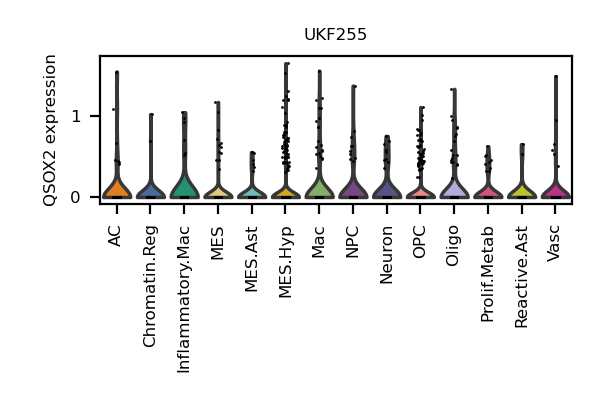 UKF255
QSOX2 expression
1
0
AC
Chromatin.Reg
Inflammatory.Mac
MES
MES.Ast
MES.Hyp
Mac
NPC
Neuron
OPC
Oligo
Prolif.Metab
Reactive.Ast
Vasc